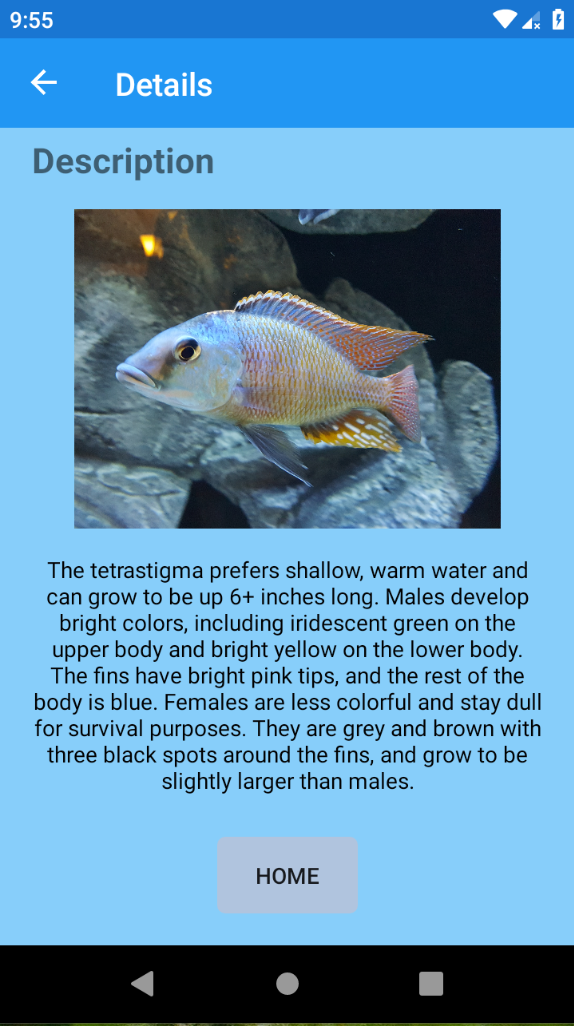 9:55
Details
Description
The tetrastigma prefers shallow, warm water and
can grow to be up 6+ inches long. Males develop
bright colors, including iridescent green on the
upper body and bright yellow on the lower body.
The fins have bright pink tips, and the rest of the
body is blue. Females are less colorful and stay dull
for survival purposes. They are grey and brown with
three black spots around the fins, and grow to be
slightly larger than males.
HOME